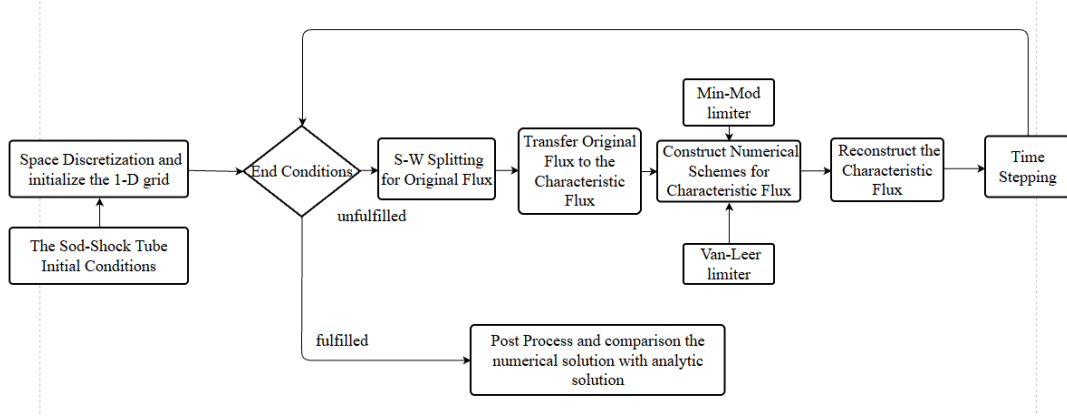 The Sod-Shock Tube
Initial Conditions
Space Discretization and
initialize the 1-D grid
End Conditions
unfulfilled
fulfilled
S-W Splitting
for Original Flux
Transfer Original
Flux to the
Characteristic
Flux
Min-Mod
limiter
Construct Numerical
Schemes for
Characteristic Flux
Van-Leer
limiter
Reconstruct the
Characteristic
Flux
Time
Stepping
Post Process and comparison the
numerical solution with analytic
solution